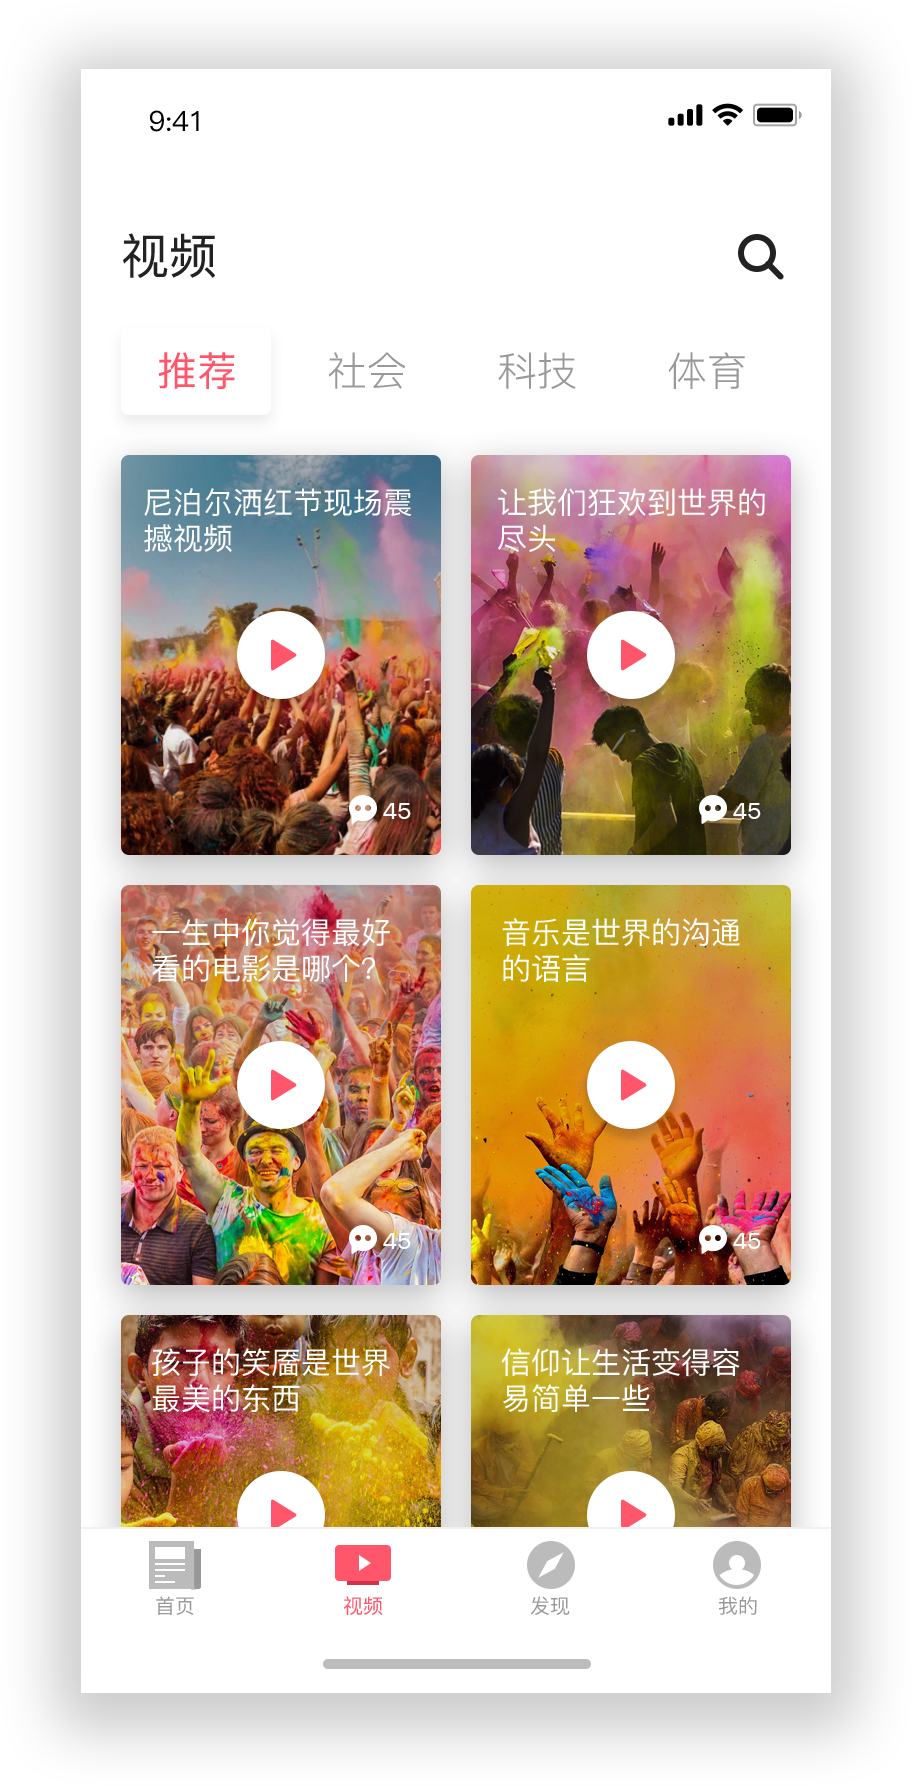 9:41
视频
推荐
社会
科技
体育
尼泊尔洒红节现场震
撼视频
45
让我们狂欢到世界的
尽头
45
一生中你觉得最好
看的电影是哪个?
45
音乐是世界的沟通
的语言
45
孩子的笑靥是世界
最美的东西
信仰让生活变得容
易简单一些
首页
视频
发现
我的